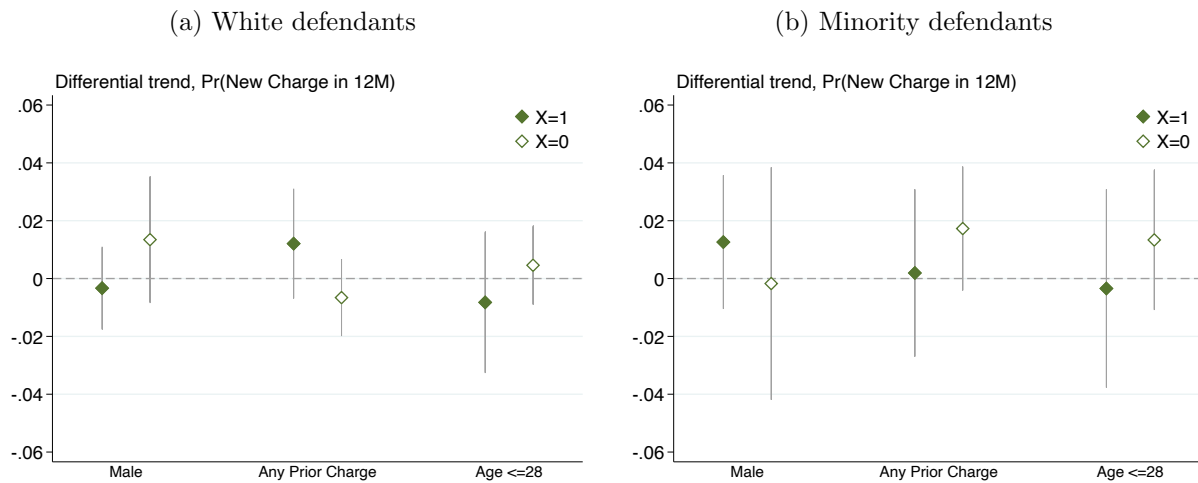 (a) White defendants
Differential trend, Pr(New Charge in 12M)
.06
.04
.02
0
-.02
-.04
-.06
X=1
X=0
Male Any Prior Charge Age <=28
(b) Minority defendants
Differential trend, Pr(New Charge in 12M)
.06
.04
.02
0
-.02
-.04
-.06
X=1
X=0
Male Any Prior Charge Age <=28